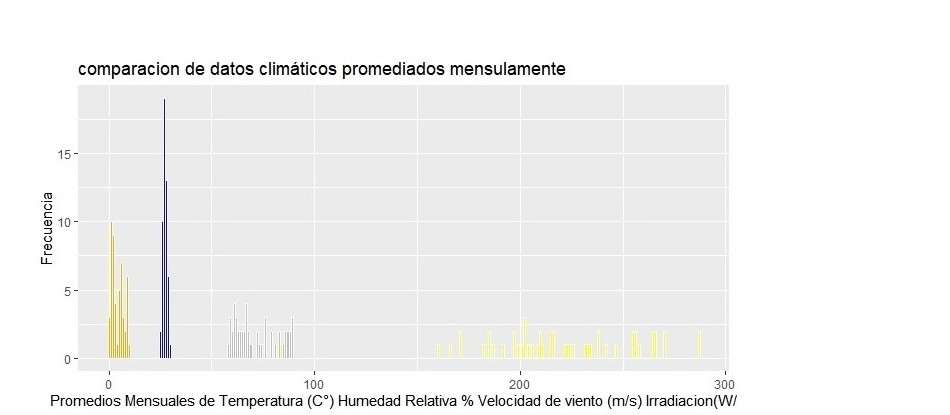 comparacion de datos climáticos promediados mensulamente
Frecuencia
15
10
5
0
0 100 200 300
Promedios Mensuales de Temperatura (C°) Humedad Relativa % Velocidad de viento (m/s) Irradiacion(W/